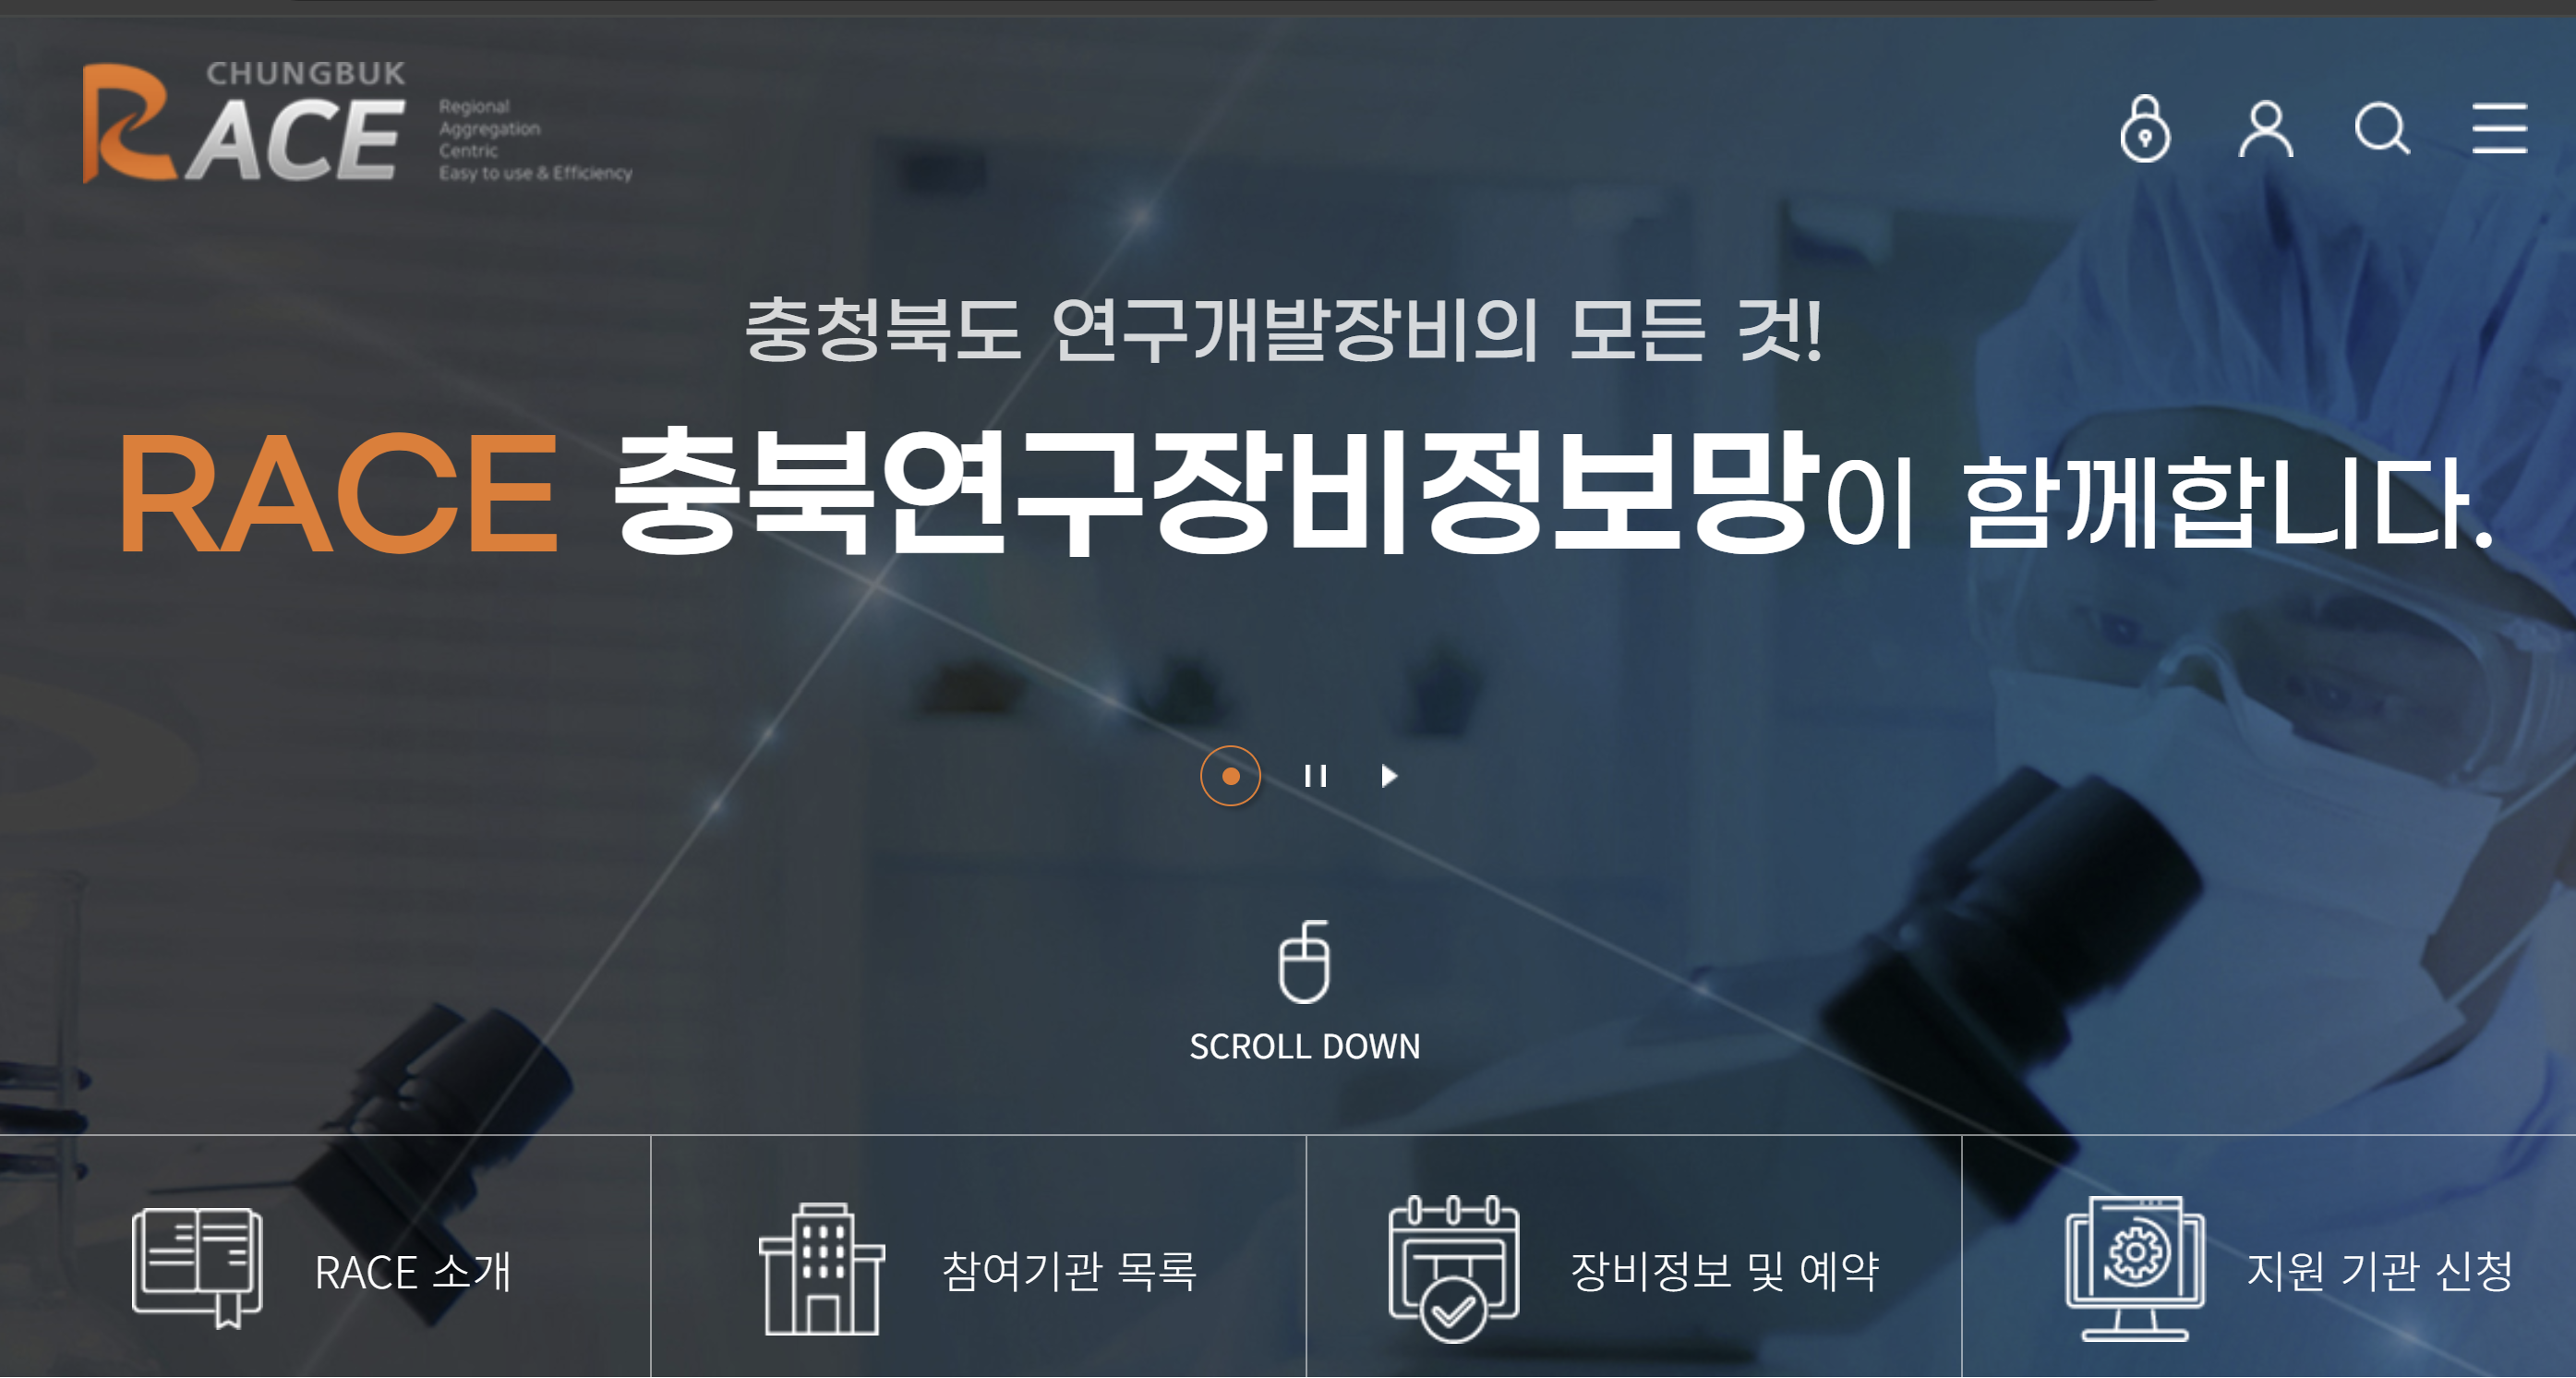 CHUNGBUK
RACE
Regional
Aggregation
Centric
Easy to use & Efficiency
충청북도 연구개발장비의 모든 것!
RACE 충북연구장비정보망이 함께합니다.
SCROLL DOWN
RACE 소개
참여기관 목록
장비정보 및 예약
지원 기관 신청